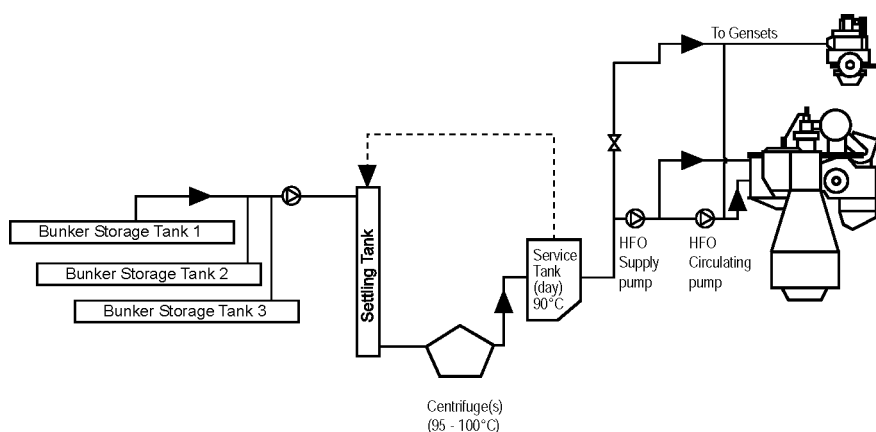 To Gensets
Bunker Storage Tank 1
Bunker Storage Tank 2
Bunker Storage Tank 3
Settling Tank
Service
Tank
(day)
90°C
HFO
Supply
pump
HFO
Circulating
pump
Centrifuge(s)
(95 - 100°C)